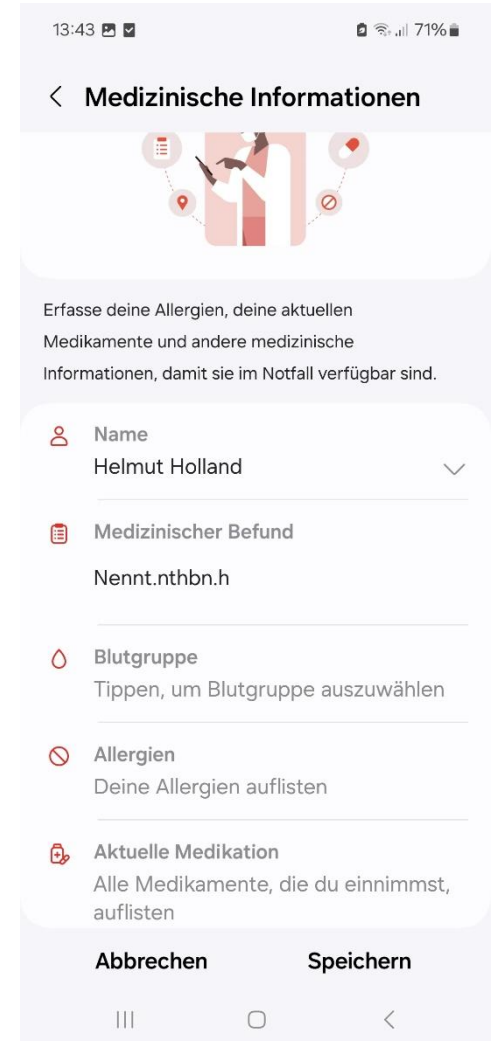 13:43 71%
Medizinische Informationen
Erfasse deine Allergien, deine aktuellen
Medikamente und andere medizinische
Informationen, damit sie im Notfall verfügbar sind.
Name
Helmut Holland
Medizinischer Befund
Nennt.nthbn.h
Blutgruppe
Tippen, um Blutgruppe auszuwählen
Allergien
Deine Allergien auflisten
Aktuelle Medikation
Alle Medikamente, die du einnimmst,
auflisten
Abbrechen Speichern